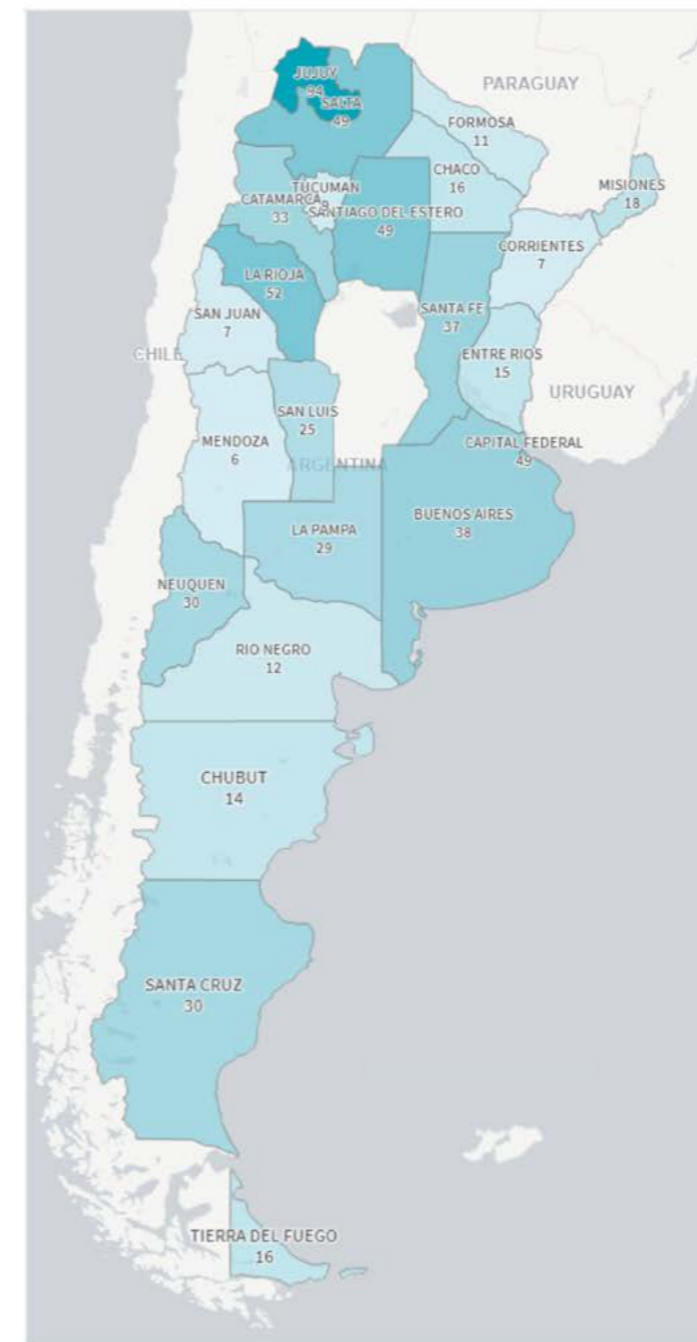 JUJUY
94
PARAGUAY
SALTA
49
FORMOSA
11
CHACO
16
MISIONES
18
TUCUMAN
9
CATAMARCA
33
SANTIAGO DEL ESTERO
49
CORRIENTES
7
LA RIOJA
52
SANTA FE
37
SAN JUAN
7
CHILE
ENTRE RIOS
15
URUGUAY
SAN LUIS
25
MENDOZA
6
CAPITAL FEDERAL
49
ARGENTINA
BUENOS AIRES
38
LA PAMPA
29
NEUQUEN
30
RIO NEGRO
12
CHUBUT
14
SANTA CRUZ
30
TIERRA DEL FUEGO
16